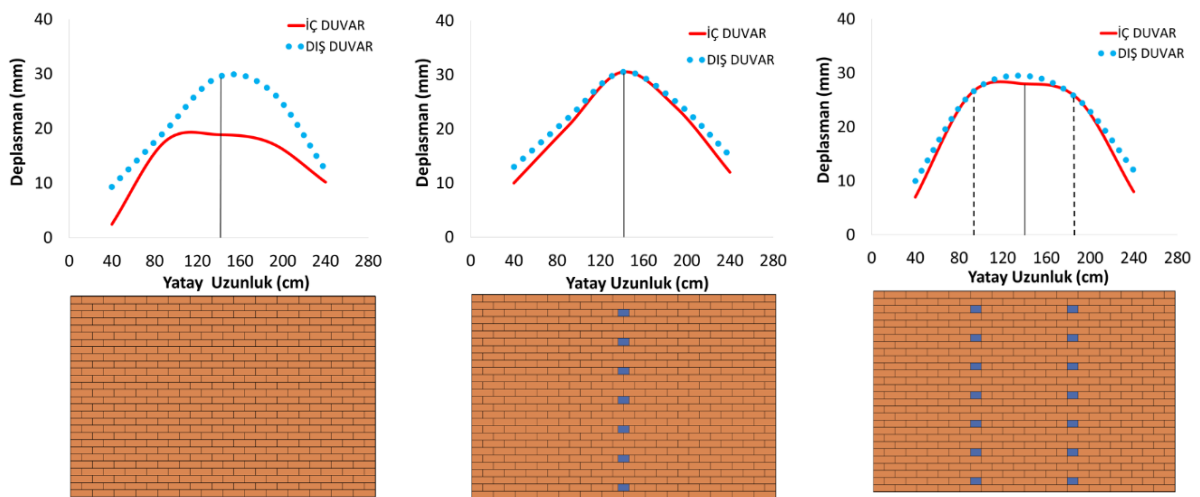 40
30
20
10
0
Deplasman (mm)
İÇ DUVAR
DIŞ DUVAR
0 40 80 120 160 200 240 280
Yatay Uzunluk (cm)
40
30
20
10
0
Deplasman (mm)
İÇ DUVAR
DIŞ DUVAR
0 40 80 120 160 200 240 280
Yatay Uzunluk (cm)
40
30
20
10
0
Deplasman (mm)
İÇ DUVAR
DIŞ DUVAR
0 40 80 120 160 200 240 280
Yatay Uzunluk (cm)